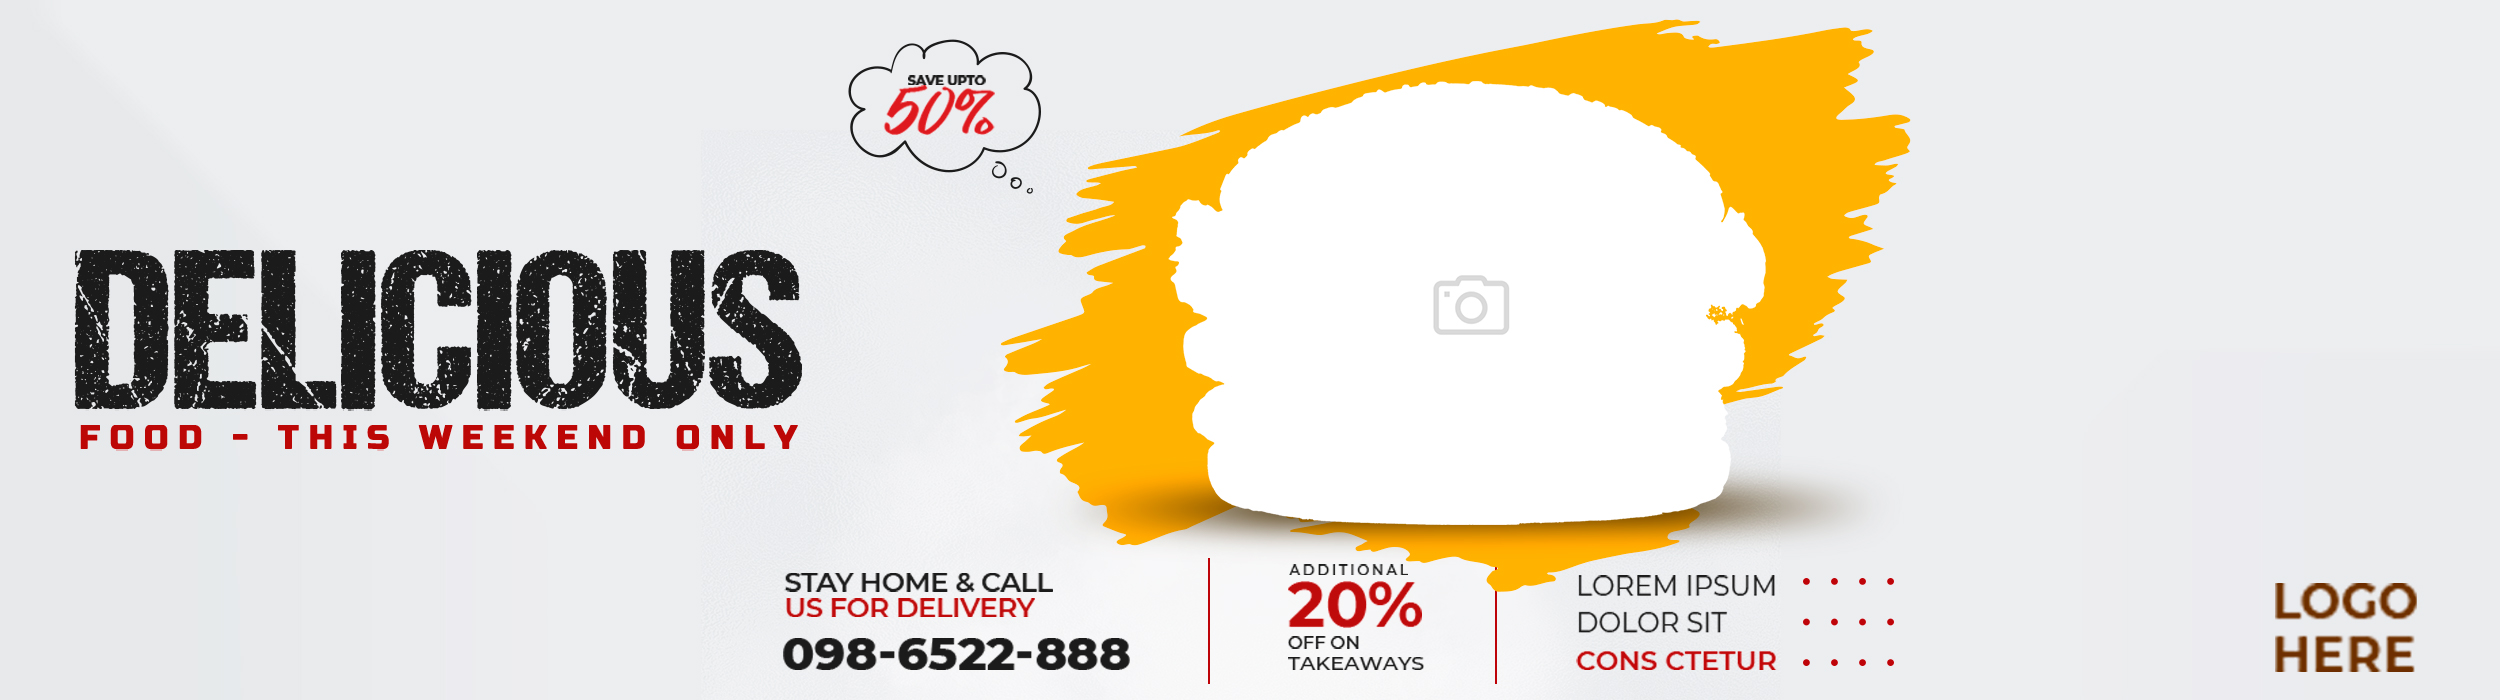 SAVE UPTO
50%
DELICIOUS
FOOD - THIS WEEKEND ONLY
STAY HOME & CALL
US FOR DELIVERY
098-6522-888
ADDITIONAL
20%
OFF ON
TAKEAWAYS
LOREM IPSUM
DOLOR SIT
CONS CTETUR
LOGO
HERE